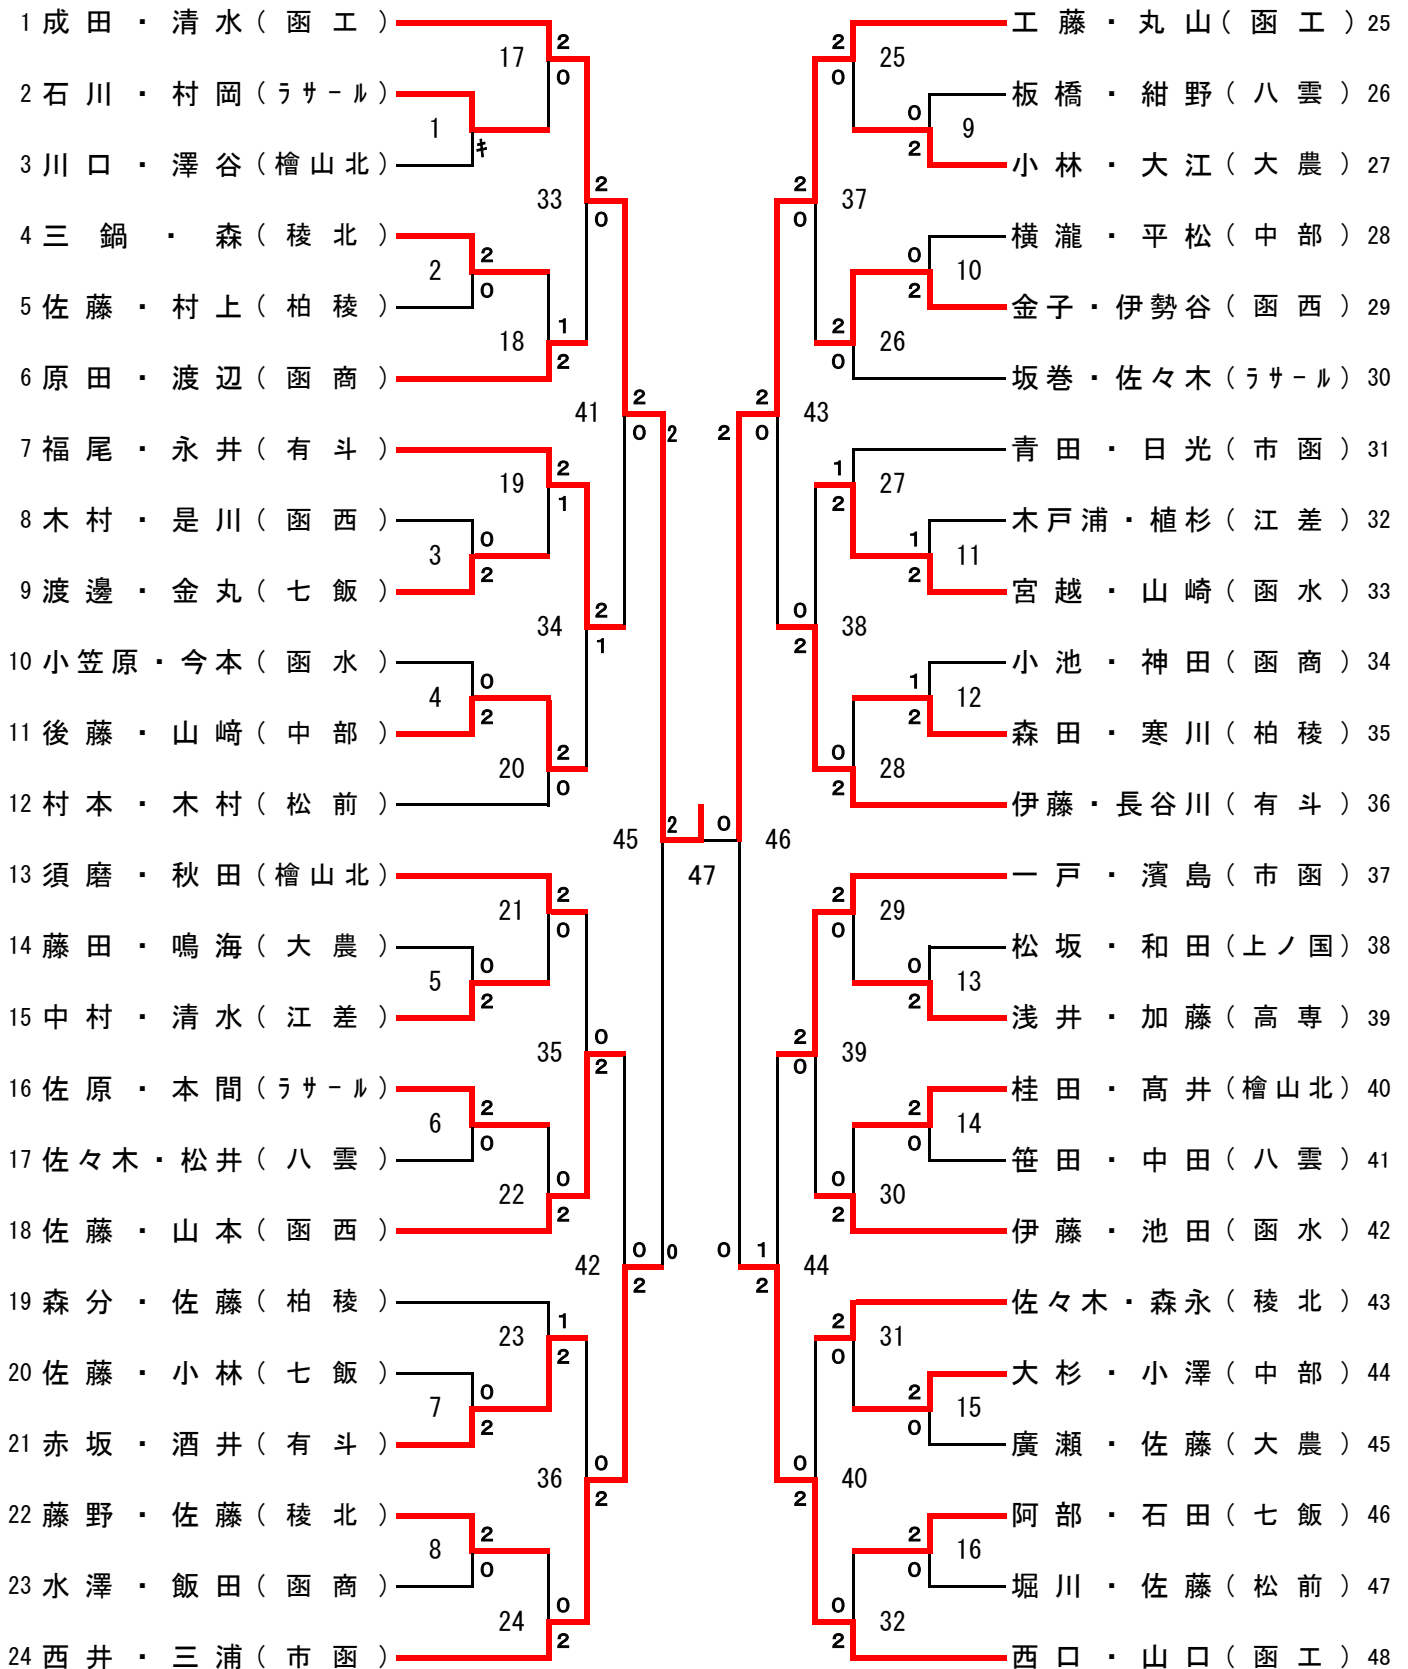 1 成田・清水(函工)
2 石川・村岡(ラサール)
3 川口・澤谷(檜山北)
4 三鍋・森(稜北)
5 佐藤・村上(柏稜)
6 原田・渡辺(函商)
7 福尾・永井(有斗)
8 木村・是川(函西)
9 渡邊・金丸(七飯)
10 小笠原・今本(函水)
11 後藤・山﨑(中部)
12 村本・木村(松前)
13 須磨・秋田(檜山北)
14 藤田・鳴海(大農)
15 中村・清水(江差)
16 佐原・本間(ラサール)
17 佐々木・松井(八雲)
18 佐藤・山本(函西)
19 森分・佐藤(柏稜)
20 佐藤・小林(七飯)
21 赤坂・酒井(有斗)
22 藤野・佐藤(稜北)
23 水澤・飯田(函商)
24 西井・三浦(市函)
1 キ
2 2 0
3 0 2
4 0 2
5 0 2
6 2 0
7 0 2
8 2 0
17 2 0
18 1 2
19 2 1
20 2 0
21 2 0
22 0 2
23 1 2
24 0 2
33 2 0
34 2 1
35 0 2
36 0 2
41 2 0
42 0 2
45 2 0
47 2 0
46 2 0
43 2 0
44 1 2
37 2 0
38 0 2
39 2 0
40 0 2
25 2 0
26 2 0
27 1 2
28 0 2
29 2 0
30 0 2
31 2 0
32 0 2
9 0 2
10 0 2
11 1 2
12 1 2
13 0 2
14 2 0
15 2 0
16 2 0
工藤・丸山(函工) 25
板橋・紺野(八雲) 26
小林・大江(大農) 27
横瀧・平松(中部) 28
金子・伊勢谷(函西) 29
坂巻・佐々木(ラサール) 30
青田・日光(市函) 31
木戸浦・植杉(江差) 32
宮越・山崎(函水) 33
小池・神田(函商) 34
森田・寒川(柏稜) 35
伊藤・長谷川(有斗) 36
一戸・濱島(市函) 37
松坂・和田(上ノ国) 38
浅井・加藤(高専) 39
桂田・髙井(檜山北) 40
笹田・中田(八雲) 41
伊藤・池田(函水) 42
佐々木・森永(稜北) 43
大杉・小澤(中部) 44
廣瀬・佐藤(大農) 45
阿部・石田(七飯) 46
堀川・佐藤(松前) 47
西口・山口(函工) 48